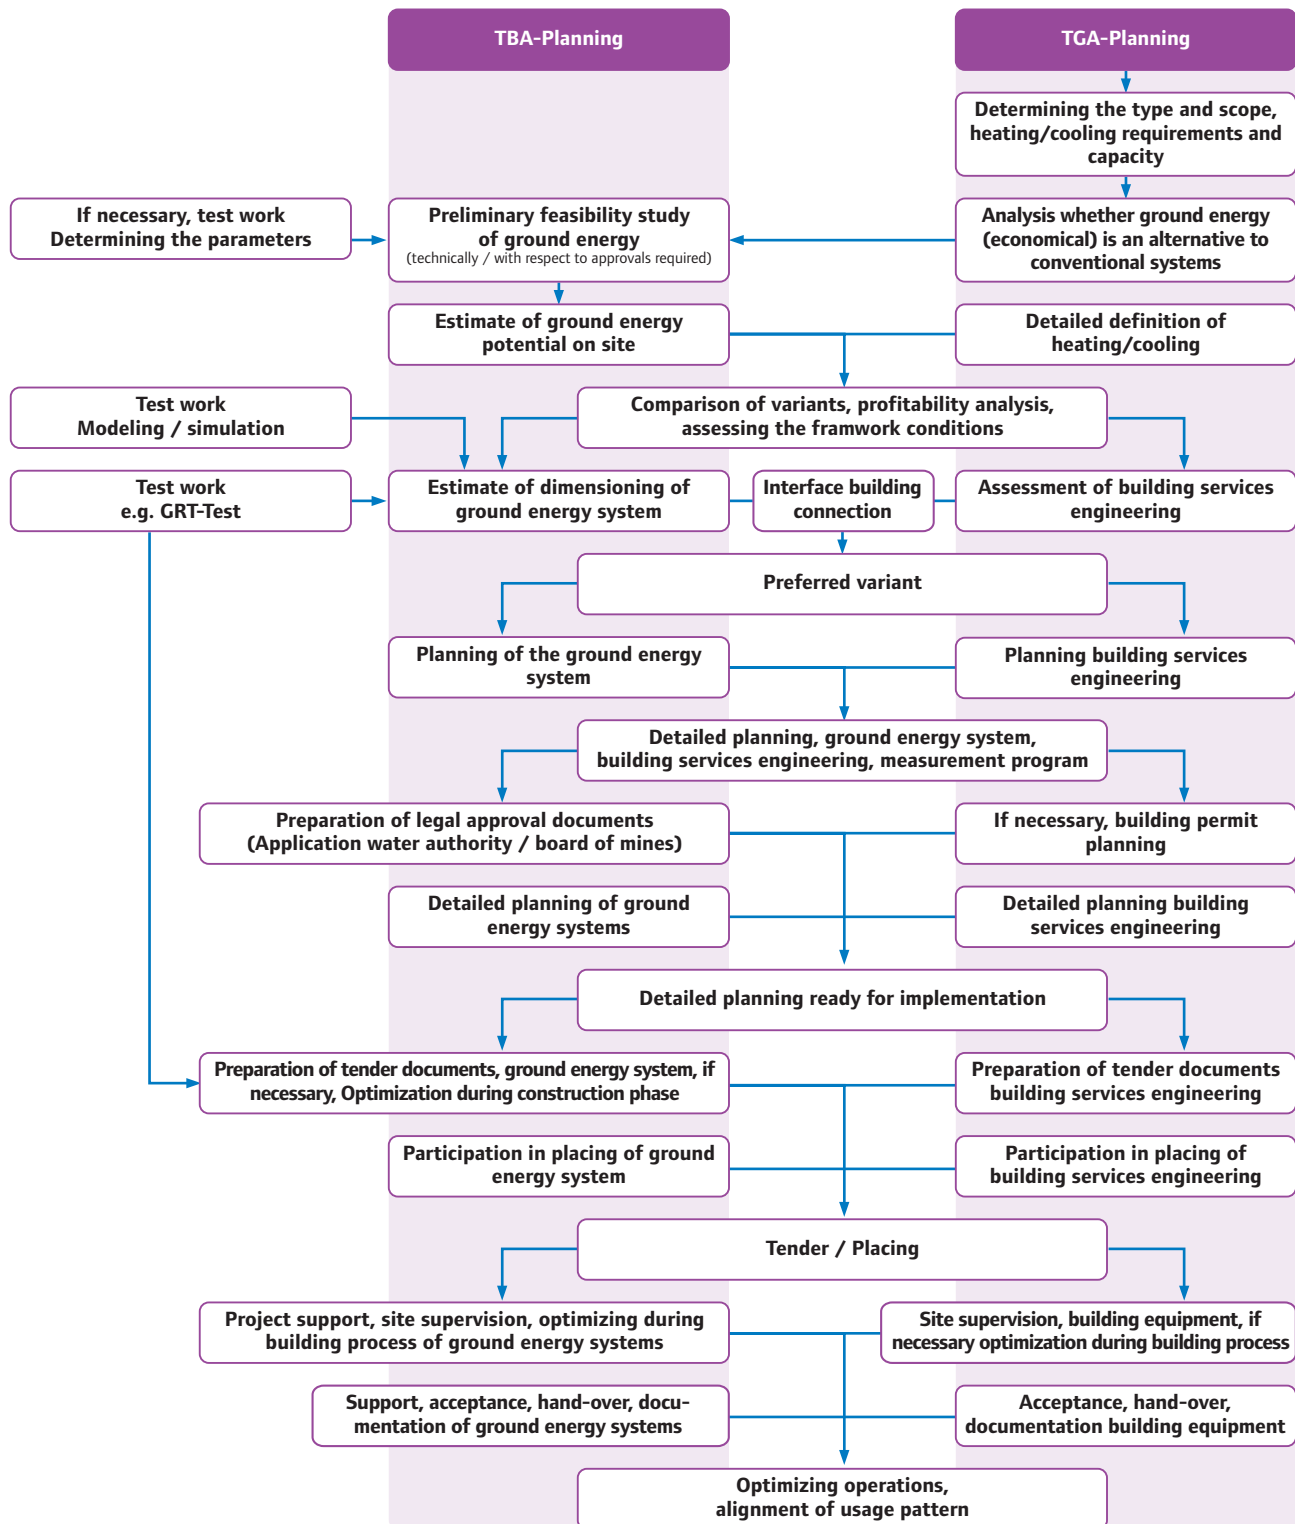 TBA-Planning
TGA-Planning
Determining the type and scope,
heating/cooling requirements and
capacity
If necessary, test work
Determining the parameters
Preliminary feasibility study
of ground energy
(technically / with respect to approvals required)
Analysis whether ground energy
(economical) is an alternative to
conventional systems
Estimate of ground energy
potential on site
Detailed definition of
heating/cooling
Test work
Modeling / simulation
Comparison of variants, profitability analysis,
assessing the framwork conditions
Test work
e.g. GRT-Test
Estimate of dimensioning of
ground energy system
Interface building
connection
Assessment of building services
engineering
Preferred variant
Planning of the ground energy
system
Planning building services
engineering
Detailed planning, ground energy system,
building services engineering, measurement program
Preparation of legal approval documents
(Application water authority / board of mines)
If necessary, building permit
planning
Detailed planning of ground
energy systems
Detailed planning building
services engineering
Detailed planning ready for implementation
Preparation of tender documents, ground energy system, if
necessary, Optimization during construction phase
Preparation of tender documents
building services engineering
Participation in placing of ground
energy system
Participation in placing of
building services engineering
Tender / Placing
Project support, site supervision, optimizing during
building process of ground energy systems
Site supervision, building equipment, if
necessary optimization during building process
Support, acceptance, hand-over, docu-
mentation of ground energy systems
Acceptance, hand-over,
documentation building equipment
Optimizing operations,
alignment of usage pattern